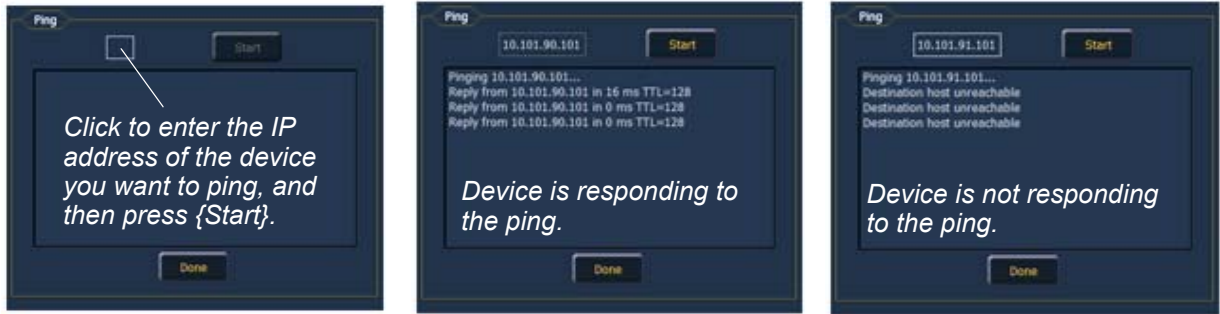 Ping
Start
Click to enter the IP
address of the device
you want to ping, and
then press {Start}.
Done
Ping
10.101.90.101
Start
Pinging 10.101.90.101...
Reply from 10.101.90.101 in 16 ms TTL=128
Reply from 10.101.90.101 in 0 ms TTL=128
Reply from 10.101.90.101 in 0 ms TTL=128
Device is responding to
the ping.
Done
Ping
10.101.91.101
Start
Pinging 10.101.91.101...
Destination host unreachable
Destination host unreachable
Destination host unreachable
Device is not responding
to the ping.
Done